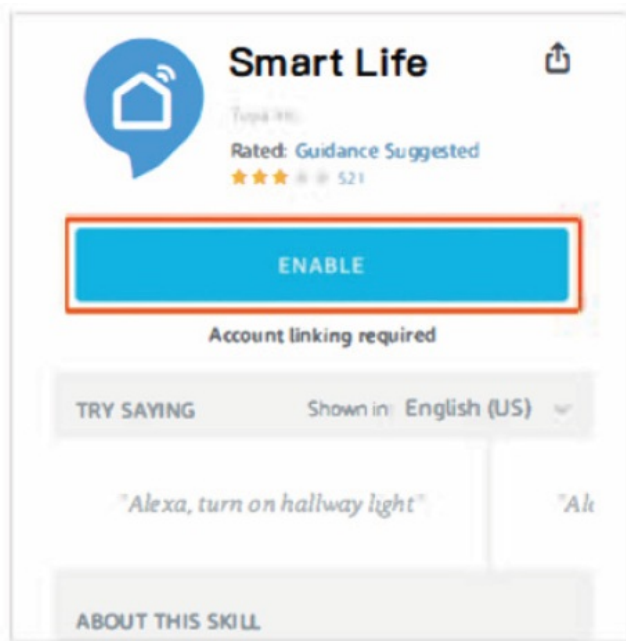 Smart Life
Rated: Guidance Suggested
521
ENABLE
Account linking required
TRY SAYING Shown in: English (US)
"Alexa, turn on hallway light" "Ale
ABOUT THIS SKILL